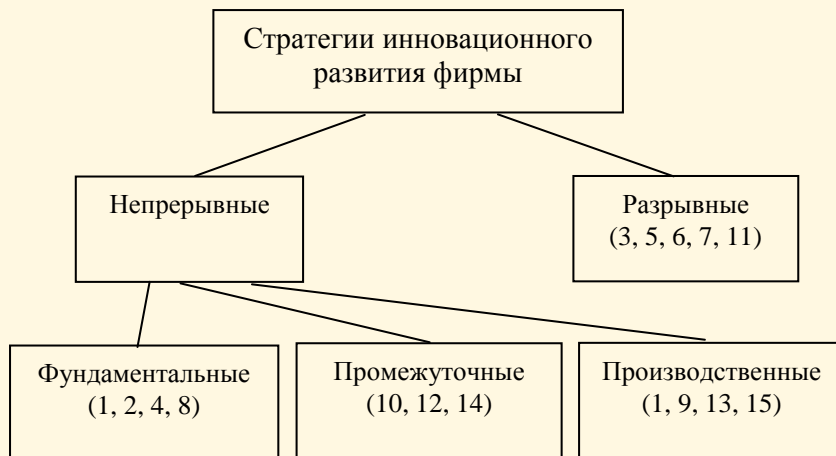 Стратегии инновационного
развития фирмы
Непрерывные
Разрывные
(3, 5, 6, 7, 11)
Фундаментальные
(1, 2, 4, 8)
Промежуточные
(10, 12, 14)
Производственные
(1, 9, 13, 15)